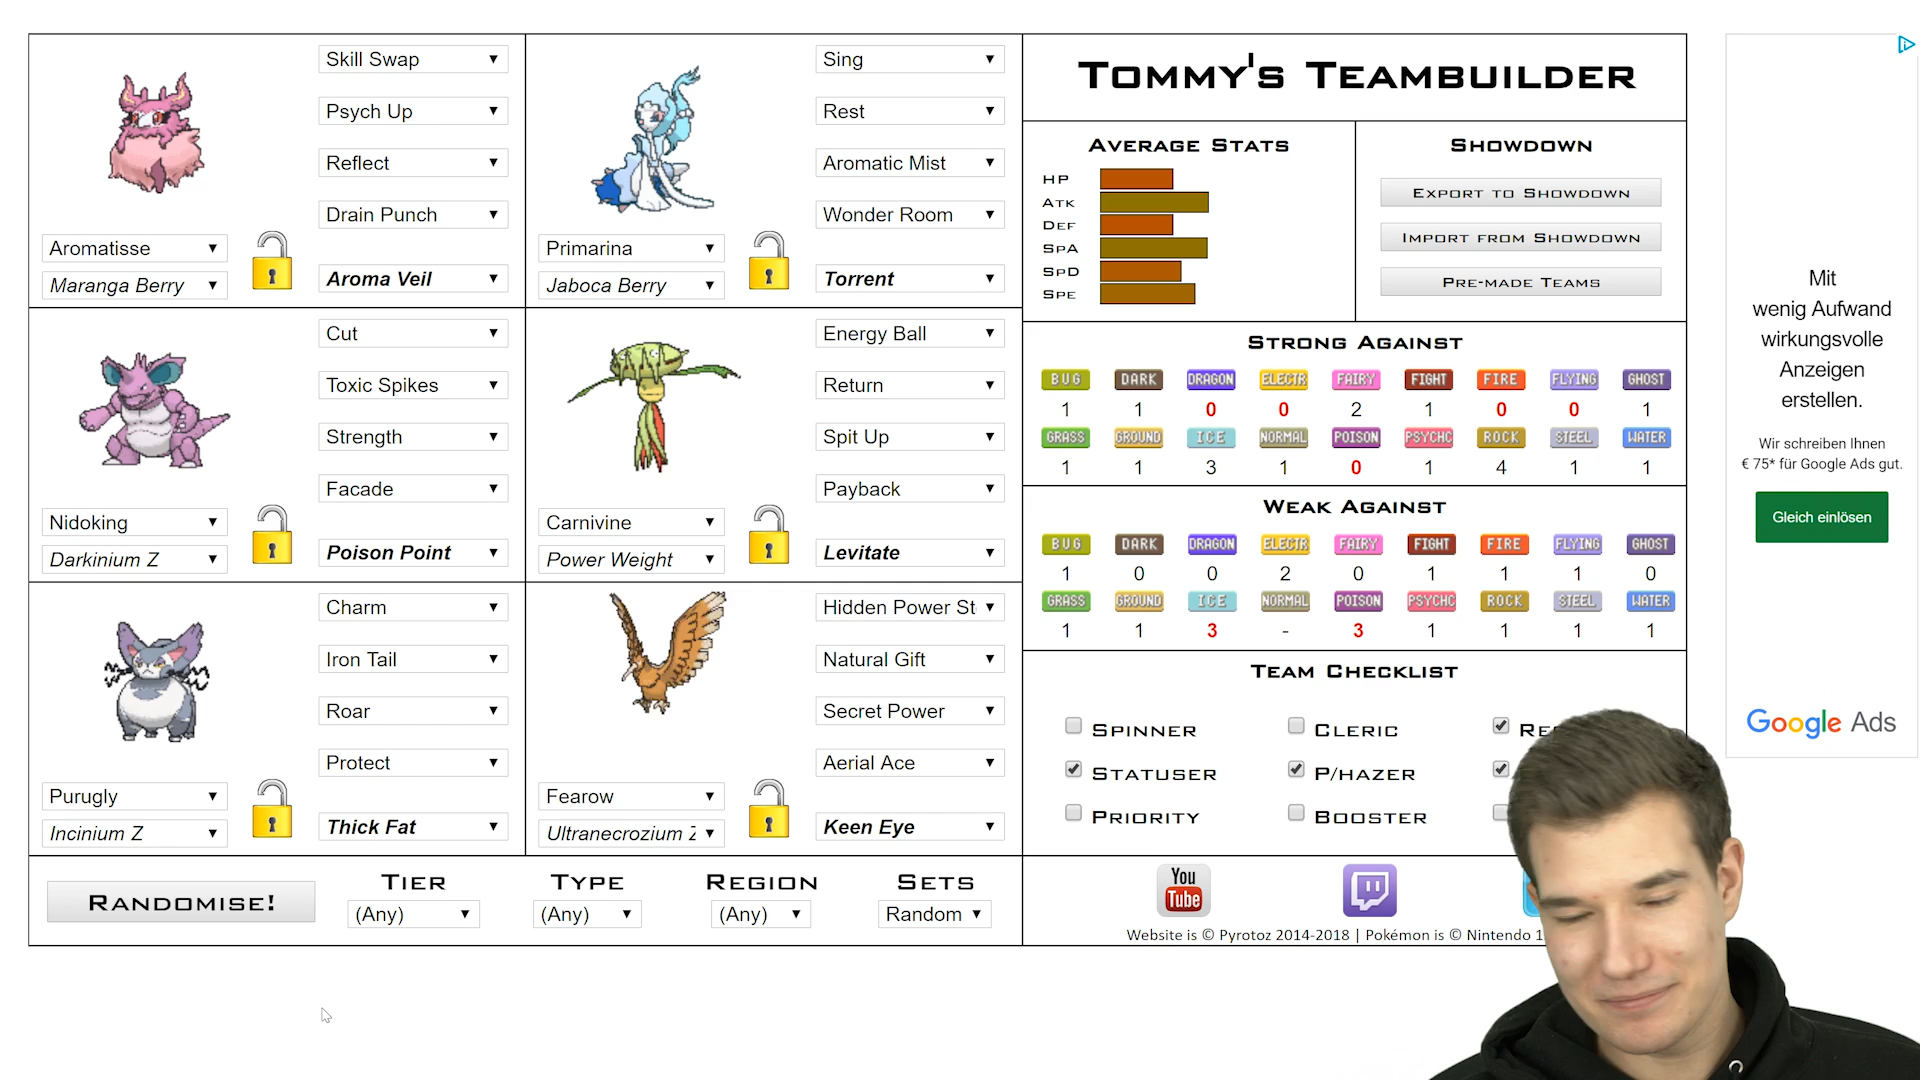 Skill Swap
Psych Up
Reflect
Drain Punch
Aromatisse
Maranga Berry
Aroma Veil
Sing
Rest
Aromatic Mist
Wonder Room
Primarina
Jaboca Berry
Torrent
Cut
Toxic Spikes
Strength
Facade
Nidoking
Darkinium Z
Poison Point
Energy Ball
Return
Spit Up
Payback
Carnivine
Power Weight
Levitate
Charm
Iron Tail
Roar
Protect
Purugly
Incinium Z
Thick Fat
Hidden Power St
Natural Gift
Secret Power
Aerial Ace
Fearow
Ultranecrozium Z
Keen Eye
Randomise!
Tier
(Any)
Type
(Any)
Region
(Any)
Sets
Random
Tommy's Teambuilder
Average Stats
HP
Atk
Def
SpA
SpD
Spe
Showdown
Export to Showdown
Import from Showdown
Pre-made Teams
Strong Against
BUG DARK DRAGON ELECTR FAIRY FIGHT FIRE FLYING GHOST
1 1 0 0 2 1 0 0 1
GRASS GROUND ICE NORMAL POISON PSYCHC ROCK STEEL WATER
1 1 3 1 0 1 4 1 1
Weak Against
BUG DARK DRAGON ELECTR FAIRY FIGHT FIRE FLYING GHOST
1 0 0 2 0 1 1 1 0
GRASS GROUND ICE NORMAL POISON PSYCHC ROCK STEEL WATER
1 1 3 - 3 1 1 1 1
Team Checklist
Spinner Cleric
Statuser P/hazer
Priority Booster
You
Tube
Website is © Pyrotoz 2014-2018 | Pokémon is © Nintendo
Mit
wenig Aufwand
wirkungsvolle
Anzeigen
erstellen.
Wir schreiben Ihnen
€ 75* für Google Ads gut.
Gleich einlösen
Google Ads